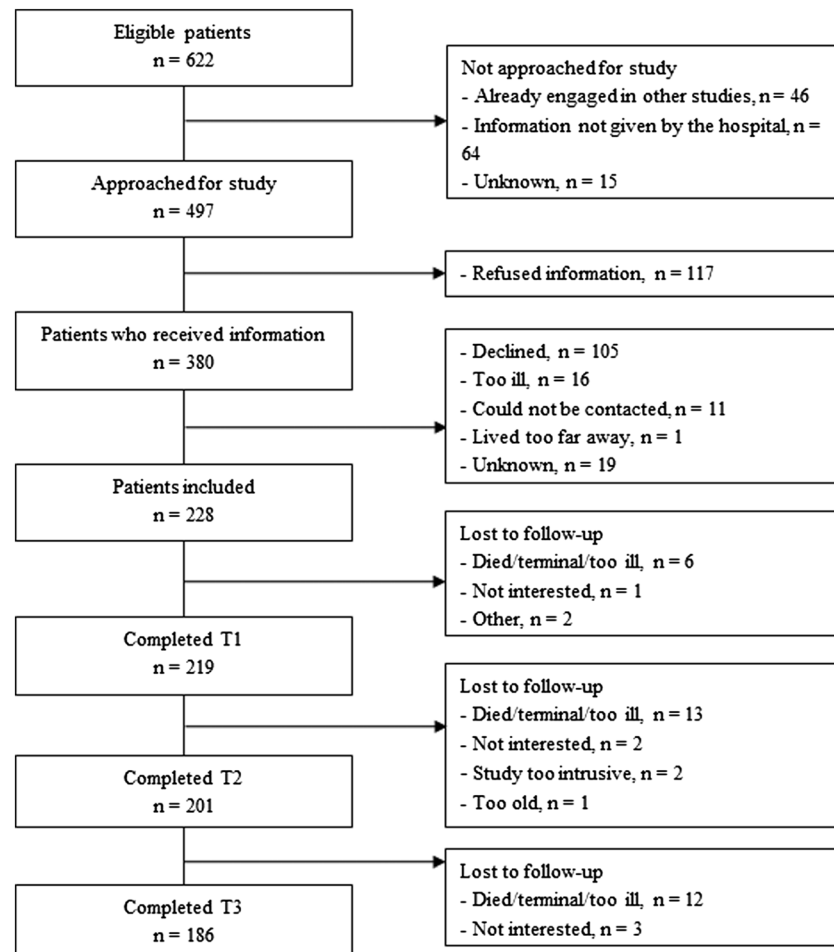 Eligible patients
n = 622
Not approached for study
- Already engaged in other studies, n = 46
- Information not given by the hospital, n =
64
- Unknown, n = 15
Approached for study
n = 497
- Refused information, n = 117
Patients who received information
n = 380
- Declined, n = 105
- Too ill, n = 16
- Could not be contacted, n = 11
- Lived too far away, n = 1
- Unknown, n = 19
Patients included
n = 228
Lost to follow-up
- Died/terminal/too ill, n = 6
- Not interested, n = 1
- Other, n = 2
Completed T1
n = 219
Lost to follow-up
- Died/terminal/too ill, n = 13
- Not interested, n = 2
- Study too intrusive, n = 2
- Too old, n = 1
Completed T2
n = 201
Lost to follow-up
- Died/terminal/too ill, n = 12
- Not interested, n = 3
Completed T3
n = 186